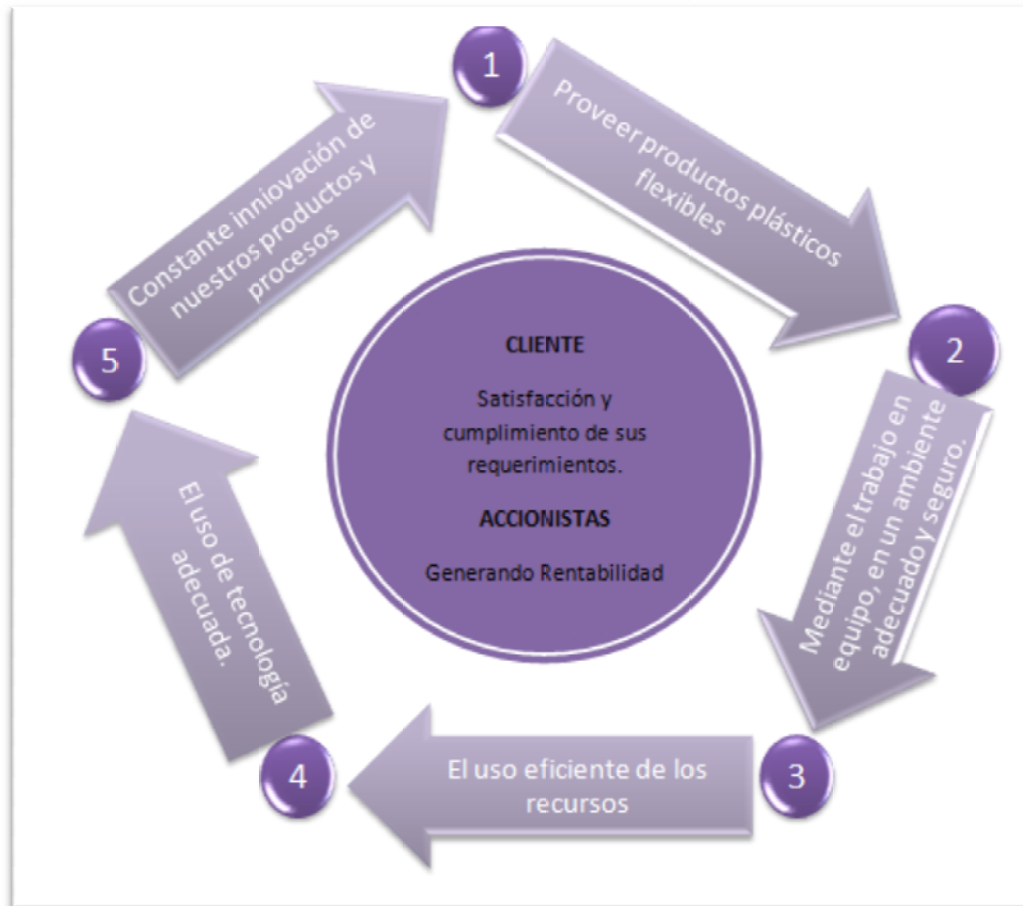 1
Proveer productos plásticos
flexibles
2
Mediante el trabajo en
equipo, en un ambiente
adecuado y seguro.
3
El uso eficiente de los
recursos
4
El uso de tecnología
adecuada.
5
Constante inniovación de
nuestros productos y
procesos
CLIENTE
Satisfacción y
cumplimiento de sus
requerimientos.
ACCIONISTAS
Generando Rentabilidad